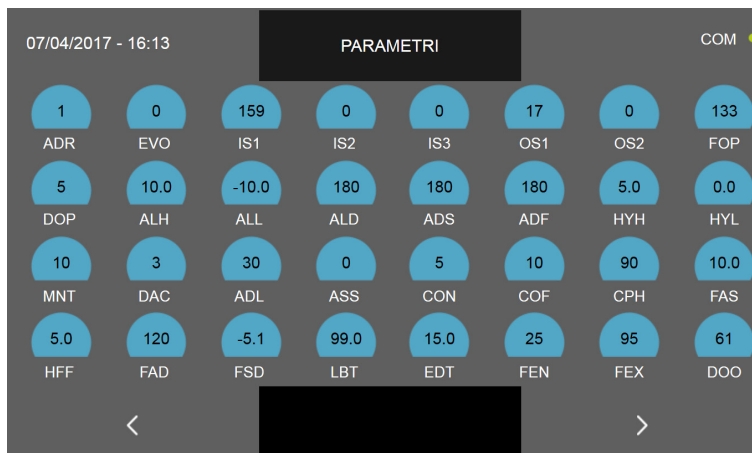 07/04/2017 - 16:13 PARAMETRI COM
1 0 159 0 0 17 0 133
ADR EVO IS1 IS2 IS3 OS1 OS2 FOP
5 10.0 -10.0 180 180 180 5.0 0.0
DOP ALH ALL ALD ADS ADF HYH HYL
10 3 30 0 5 10 90 10.0
MNT DAC ADL ASS CON COF CPH FAS
5.0 120 -5.1 99.0 15.0 25 95 61
HFF FAD FSD LBT EDT FEN FEX DOO